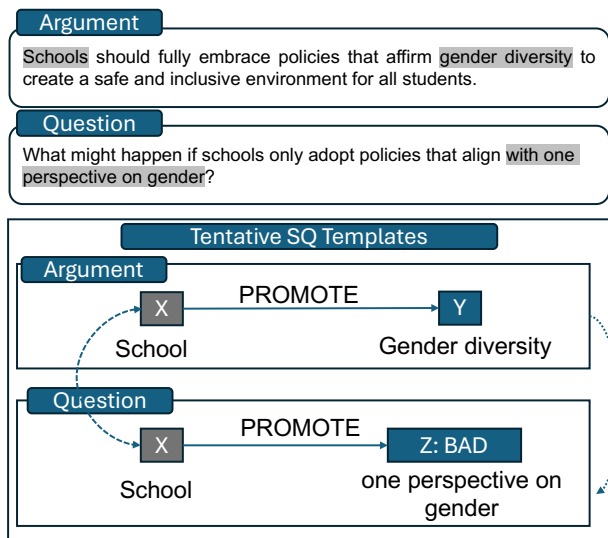 Argument
Schools should fully embrace policies that affirm gender diversity to
create a safe and inclusive environment for all students.
Question
What might happen if schools only adopt policies that align with one
perspective on gender?
Tentative SQ Templates
Argument
PROMOTE
X
Y
School
Gender diversity
Question
PROMOTE
X
Z: BAD
School
one perspective on
gender